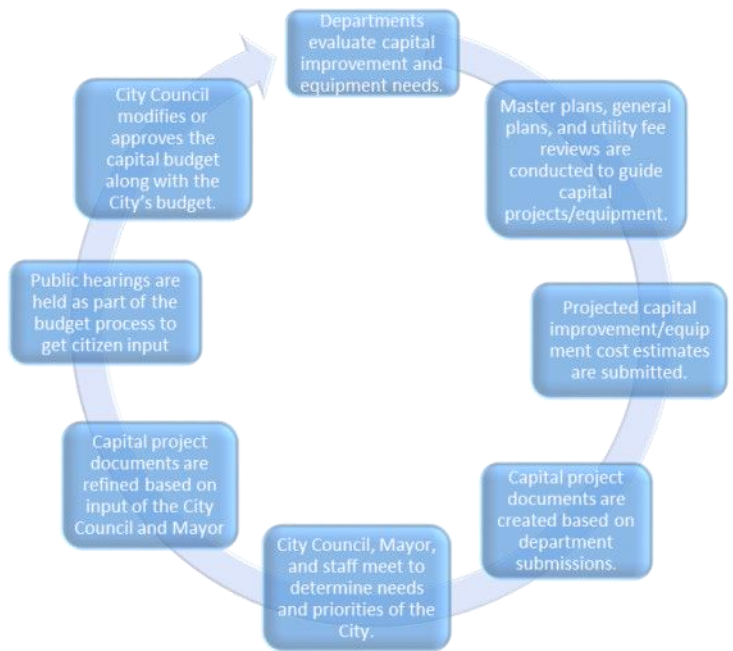 Departments
evaluate capital
improvement and
equipment needs.
Master plans, general
plans, and utility fee
reviews are
conducted to guide
capital
projects/equipment.
Projected capital
improvement/equip
ment cost estimates
are submitted.
Capital project
documents are
created based on
department
submissions.
City Council, Mayor,
and staff meet to
determine needs
and priorities of the
City.
Capital project
documents are
refined based on
input of the City
Council and Mayor
Public hearings are
held as part of the
budget process to
get citizen input
City Council
modifies or
approves the
capital budget
along with the
City’s budget.